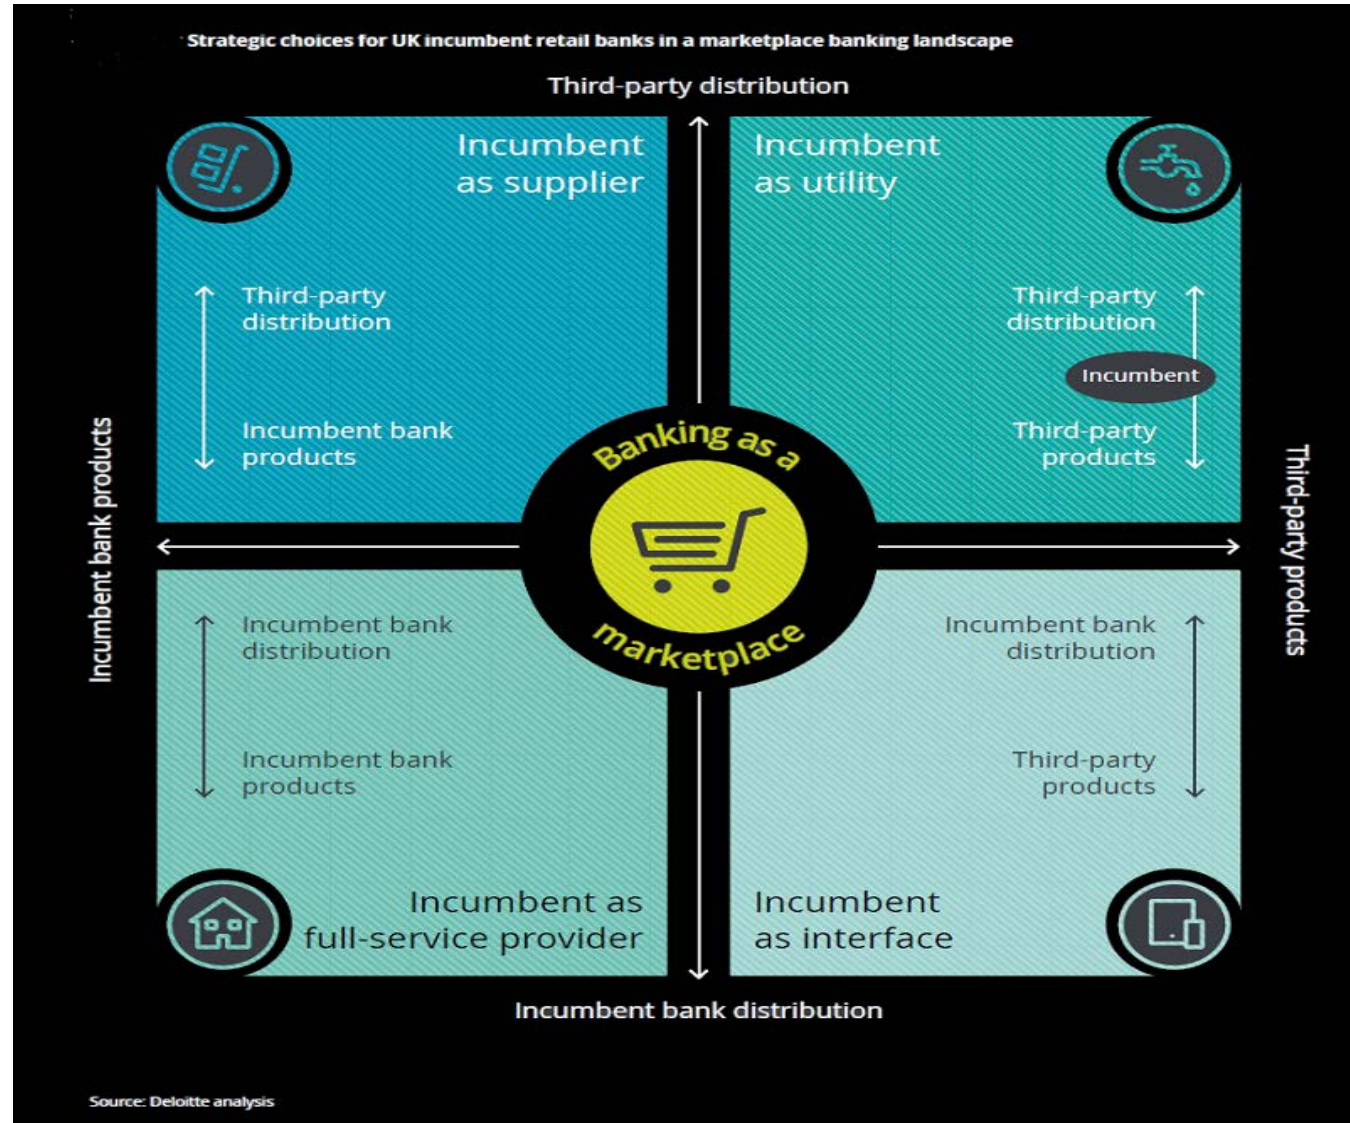 Strategic choices for UK incumbent retail banks in a marketplace banking landscape
Third-party distribution
Incumbent
as supplier
Third-party
distribution
Incumbent bank
products
Incumbent
as utility
Third-party
distribution
Incumbent
Third-party
products
Incumbent bank products
Banking as a
marketplace
Third-party products
Incumbent bank
distribution
Incumbent bank
products
Incumbent as
full-service provider
Incumbent bank
distribution
Third-party
products
Incumbent
as interface
Incumbent bank distribution
Source: Deloitte analysis